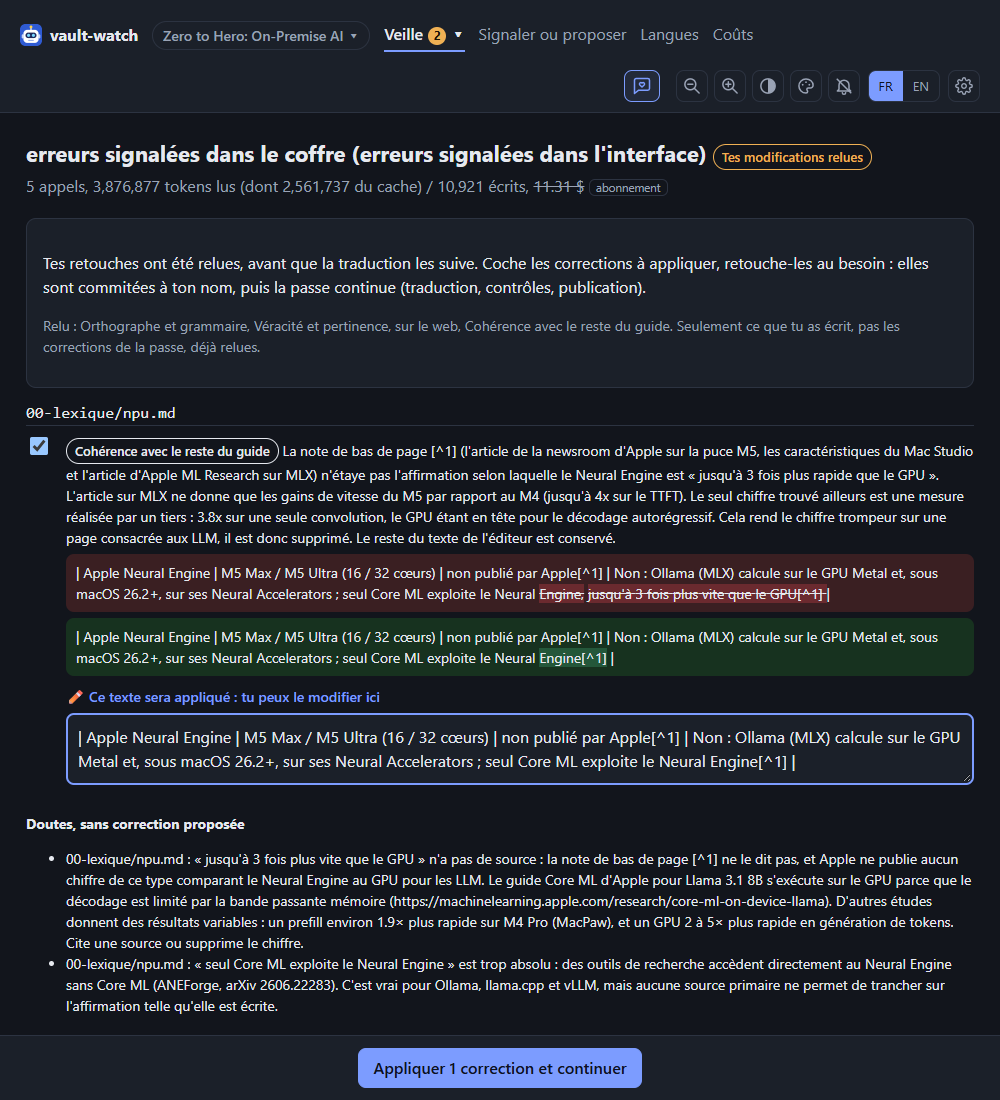 vault-watch
Zero to Hero: On-Premise AI
Veille 2
Signaler ou proposer
Langues
Coûts
FR
EN
erreurs signalées dans le coffre (erreurs signalées dans l'interface)
Tes modifications relues
5 appels, 3,876,877 tokens lus (dont 2,561,737 du cache) / 10,921 écrits, 11.31 $ abonnement
Tes retouches ont été relues, avant que la traduction les suive. Coche les corrections à appliquer, retouche-les au besoin : elles
sont commitées à ton nom, puis la passe continue (traduction, contrôles, publication).
Relu : Orthographe et grammaire, Véracité et pertinence, sur le web, Cohérence avec le reste du guide. Seulement ce que tu as écrit, pas les
corrections de la passe, déjà relues.
00-lexique/npu.md
Cohérence avec le reste du guide La note de bas de page [^1] (l'article de la newsroom d'Apple sur la puce M5, les caractéristiques du Mac Studio
et l'article d'Apple ML Research sur MLX) n'étaye pas l'affirmation selon laquelle le Neural Engine est « jusqu'à 3 fois plus rapide que le GPU ».
L'article sur MLX ne donne que les gains de vitesse du M5 par rapport au M4 (jusqu'à 4x sur le TTFT). Le seul chiffre trouvé ailleurs est une mesure
réalisée par un tiers : 3.8x sur une seule convolution, le GPU étant en tête pour le décodage autorégressif. Cela rend le chiffre trompeur sur une
page consacrée aux LLM, il est donc supprimé. Le reste du texte de l'éditeur est conservé.
| Apple Neural Engine | M5 Max / M5 Ultra (16 / 32 cœurs) | non publié par Apple[^1] | Non : Ollama (MLX) calcule sur le GPU Metal et, sous
macOS 26.2+, sur ses Neural Accelerators ; seul Core ML exploite le Neural Engine, jusqu'à 3 fois plus vite que le GPU[^1] |
| Apple Neural Engine | M5 Max / M5 Ultra (16 / 32 cœurs) | non publié par Apple[^1] | Non : Ollama (MLX) calcule sur le GPU Metal et, sous
macOS 26.2+, sur ses Neural Accelerators ; seul Core ML exploite le Neural Engine[^1] |
Ce texte sera appliqué : tu peux le modifier ici
| Apple Neural Engine | M5 Max / M5 Ultra (16 / 32 cœurs) | non publié par Apple[^1] | Non : Ollama (MLX) calcule sur le GPU
Metal et, sous macOS 26.2+, sur ses Neural Accelerators ; seul Core ML exploite le Neural Engine[^1] |
Doutes, sans correction proposée
• 00-lexique/npu.md : « jusqu'à 3 fois plus vite que le GPU » n'a pas de source : la note de bas de page [^1] ne le dit pas, et Apple ne publie aucun
chiffre de ce type comparant le Neural Engine au GPU pour les LLM. Le guide Core ML d'Apple pour Llama 3.1 8B s'exécute sur le GPU parce que le
décodage est limité par la bande passante mémoire (https://machinelearning.apple.com/research/core-ml-on-device-llama). D'autres études
donnent des résultats variables : un prefill environ 1.9× plus rapide sur M4 Pro (MacPaw), et un GPU 2 à 5× plus rapide en génération de tokens.
Cite une source ou supprime le chiffre.
• 00-lexique/npu.md : « seul Core ML exploite le Neural Engine » est trop absolu : des outils de recherche accèdent directement au Neural Engine
sans Core ML (ANEForge, arXiv 2606.22283). C'est vrai pour Ollama, llama.cpp et vLLM, mais aucune source primaire ne permet de trancher sur
l'affirmation telle qu'elle est écrite.
Appliquer 1 correction et continuer